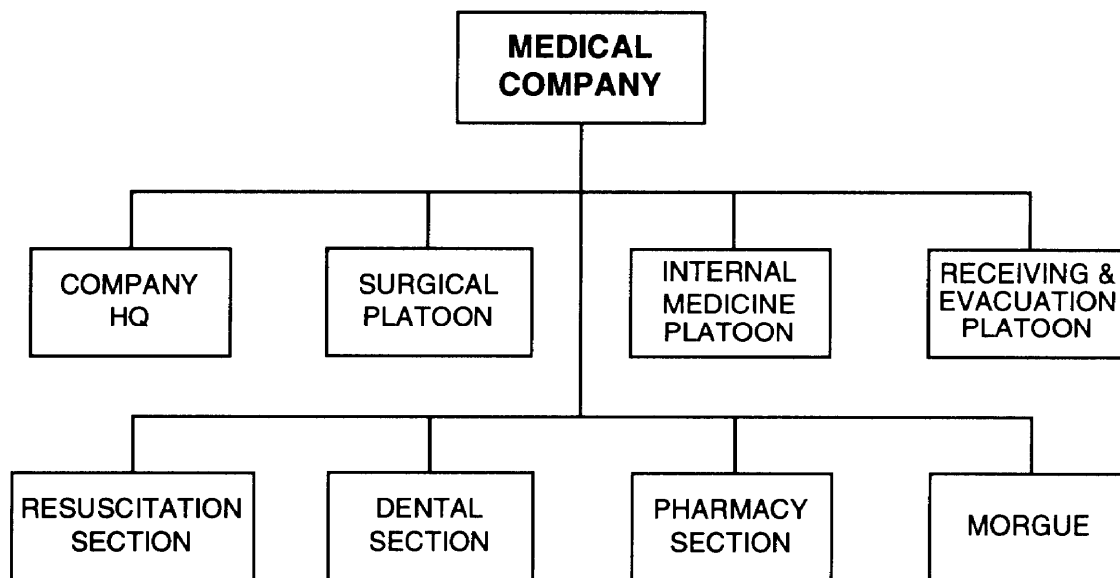 MEDICAL
COMPANY
COMPANY
HQ
SURGICAL
PLATOON
INTERNAL
MEDICINE
PLATOON
RECEIVING &
EVACUATION
PLATOON
RESUSCITATION
SECTION
DENTAL
SECTION
PHARMACY
SECTION
MORGUE